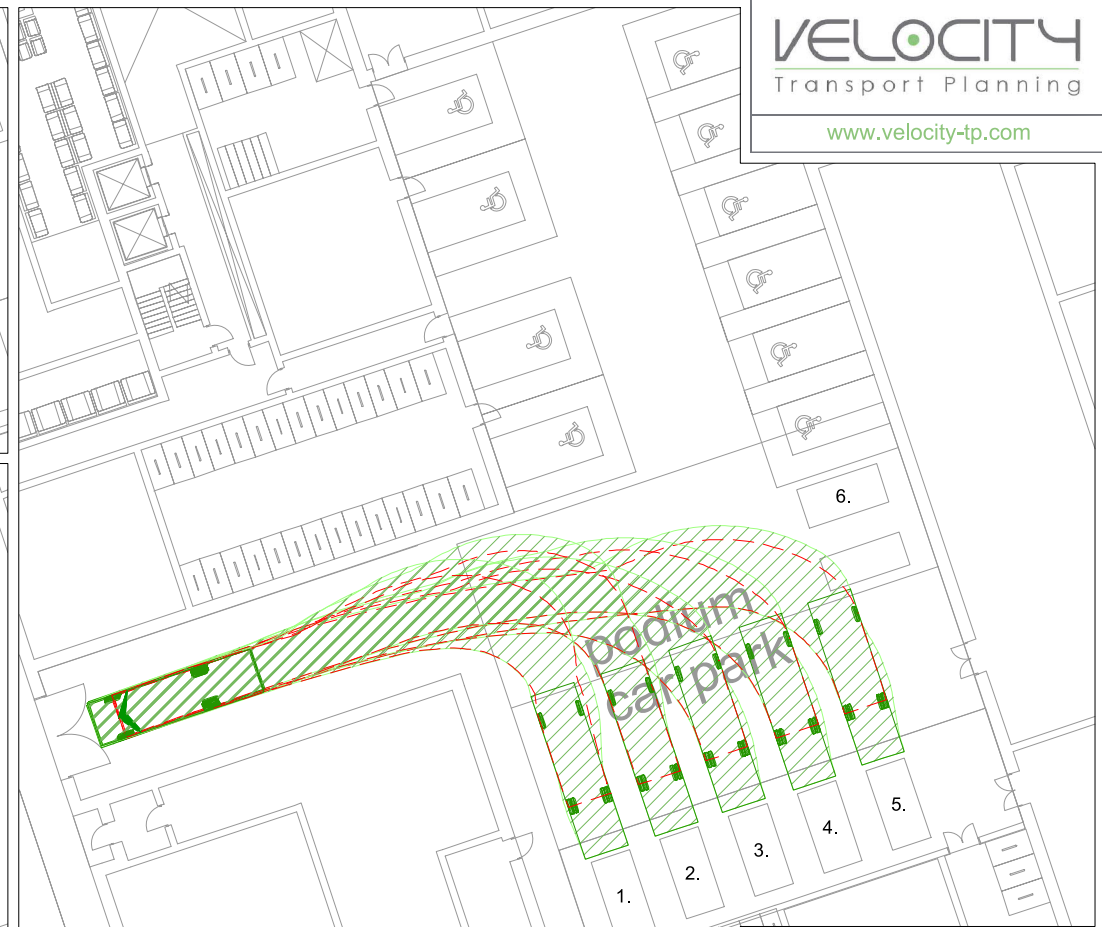 VELOCITY
Transport Planning
www.velocity-tp.com
6.
podium
car park
5.
4.
3.
2.
1.